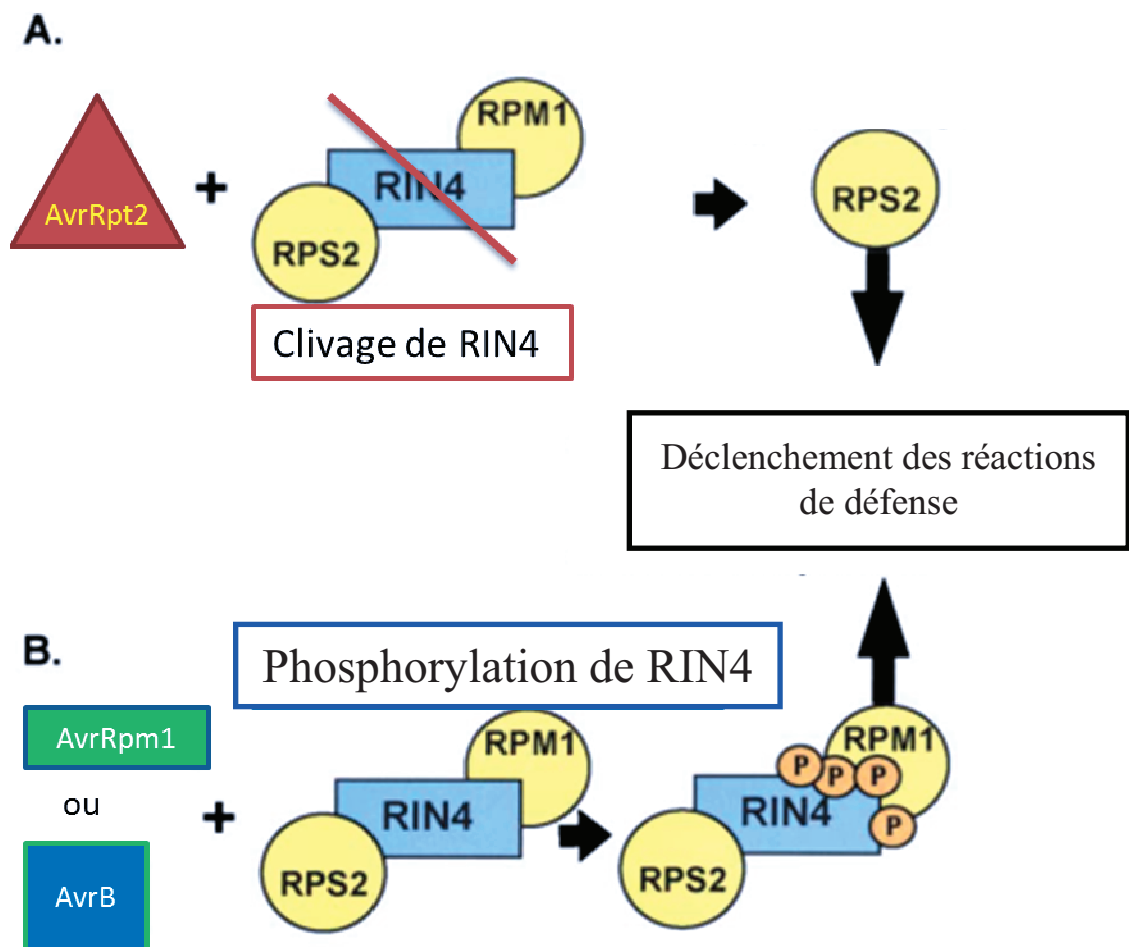 A.
AvrRpt2
+
RPM1
RIN4
RPS2
Clivage de RIN4
RPS2
Déclenchement des réactions
de défense
B.
Phosphorylation de RIN4
AvrRpm1
ou
AvrB
+
RPM1
RIN4
RPS2
RPM1
P
P
P
P
RIN4
RPS2